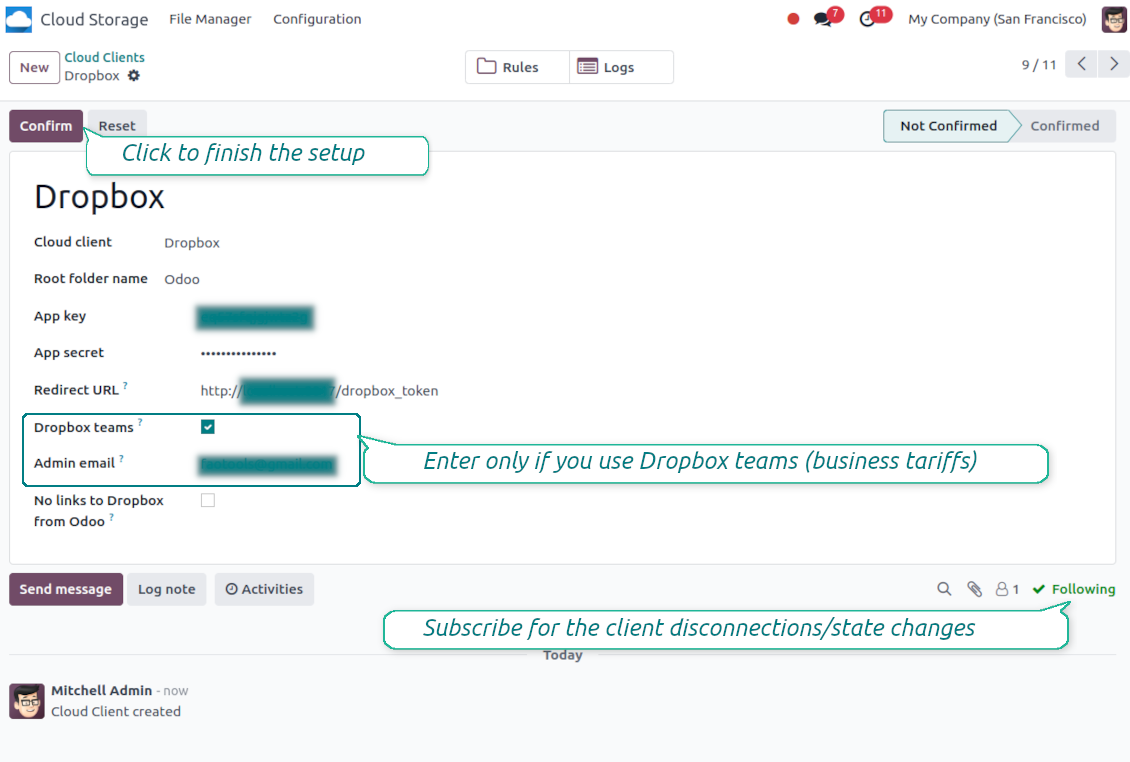 Cloud Storage File Manager Configuration 7 11 My Company (San Francisco)
New Cloud Clients
Dropbox
Rules Logs 9 / 11
Confirm Reset Not Confirmed Confirmed
Click to finish the setup
Dropbox
Cloud client Dropbox
Root folder name Odoo
App key
App secret •••••••••••••••
Redirect URL ? http:// /dropbox_token
Dropbox teams ?
Admin email ?
Enter only if you use Dropbox teams (business tariffs)
No links to Dropbox
from Odoo ?
Send message Log note Activities 1 Following
Subscribe for the client disconnections/state changes
Today
Mitchell Admin - now
Cloud Client created